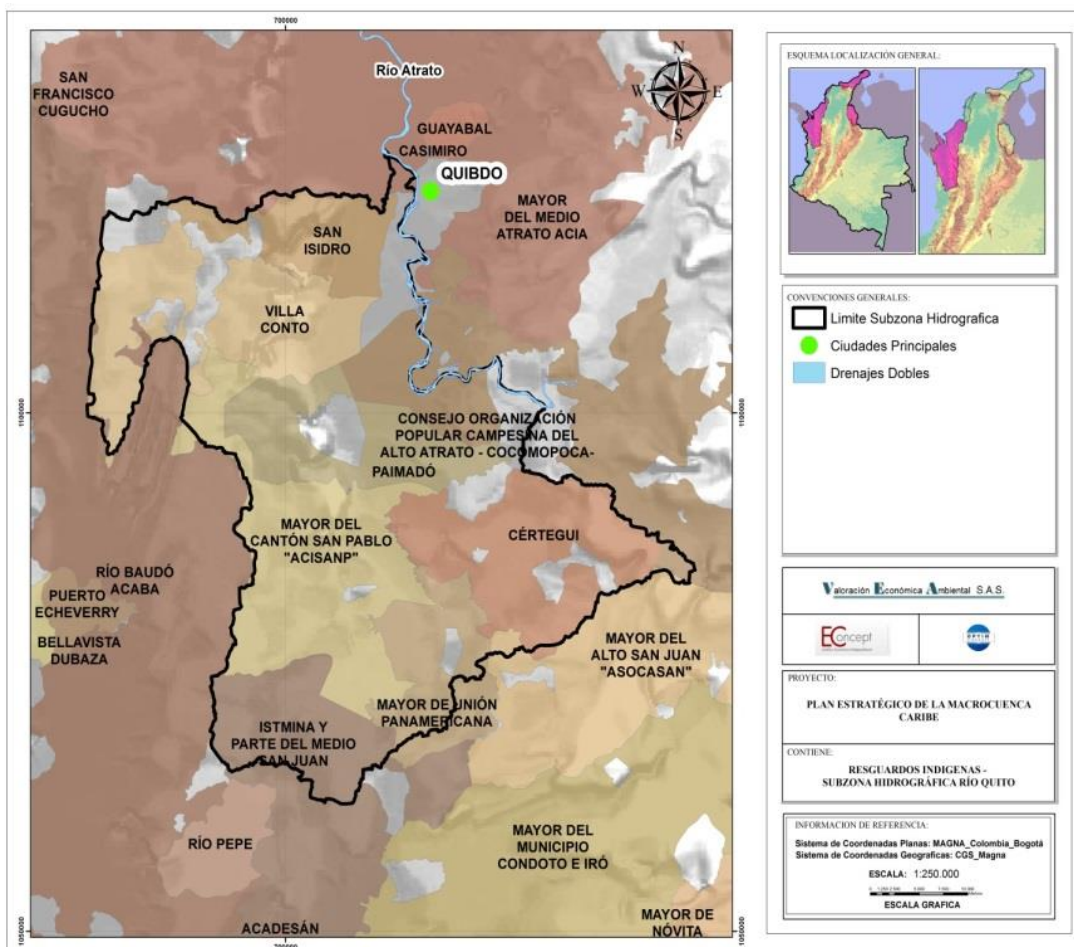 700000
Río Atrato
N
W
E
S
SAN
FRANCISCO
CUGUCHO
GUAYABAL
CASIMIRO
QUIBDO
MAYOR
DEL MEDIO
ATRATO ACIA
SAN
ISIDRO
VILLA
CONTO
1100000
1100000
CONSEJO ORGANIZACIÓN
POPULAR CAMPESINA DEL
ALTO ATRATO - COCOMOPOCA-
PAIMADÓ
MAYOR DEL
CANTÓN SAN PABLO
"ACISANP"
CÉRTEGUI
RÍO BAUDÓ
ACABA
PUERTO
ECHEVERRY
BELLAVISTA
DUBAZA
MAYOR DEL
ALTO SAN JUAN
"ASOCASAN"
MAYOR DE UNIÓN
PANAMERICANA
ISTMINA Y
PARTE DEL MEDIO
SAN JUAN
RÍO PEPE
MAYOR DEL
MUNICIPIO
CONDOTO E IRÓ
ACADESÁN
MAYOR DE
NÓVITA
1050000
1050000
700000
ESQUEMA LOCALIZACIÓN GENERAL:
CONVENCIONES GENERALES:
Limite Subzona Hidrografica
Ciudades Principales
Drenajes Dobles
Valoración Económica Ambiental S.A.S.
EConcept
PROYECTO:
PLAN ESTRATÉGICO DE LA MACROCUENCA
CARIBE
CONTIENE:
RESGUARDOS INDIGENAS -
SUBZONA HIDROGRÁFICA RÍO QUITO
INFORMACION DE REFERENCIA:
Sistema de Coordenadas Planas: MAGNA_Colombia_Bogotá
Sistema de Coordenadas Geograficas: CGS_Magna
ESCALA: 1:250.000
ESCALA GRAFICA